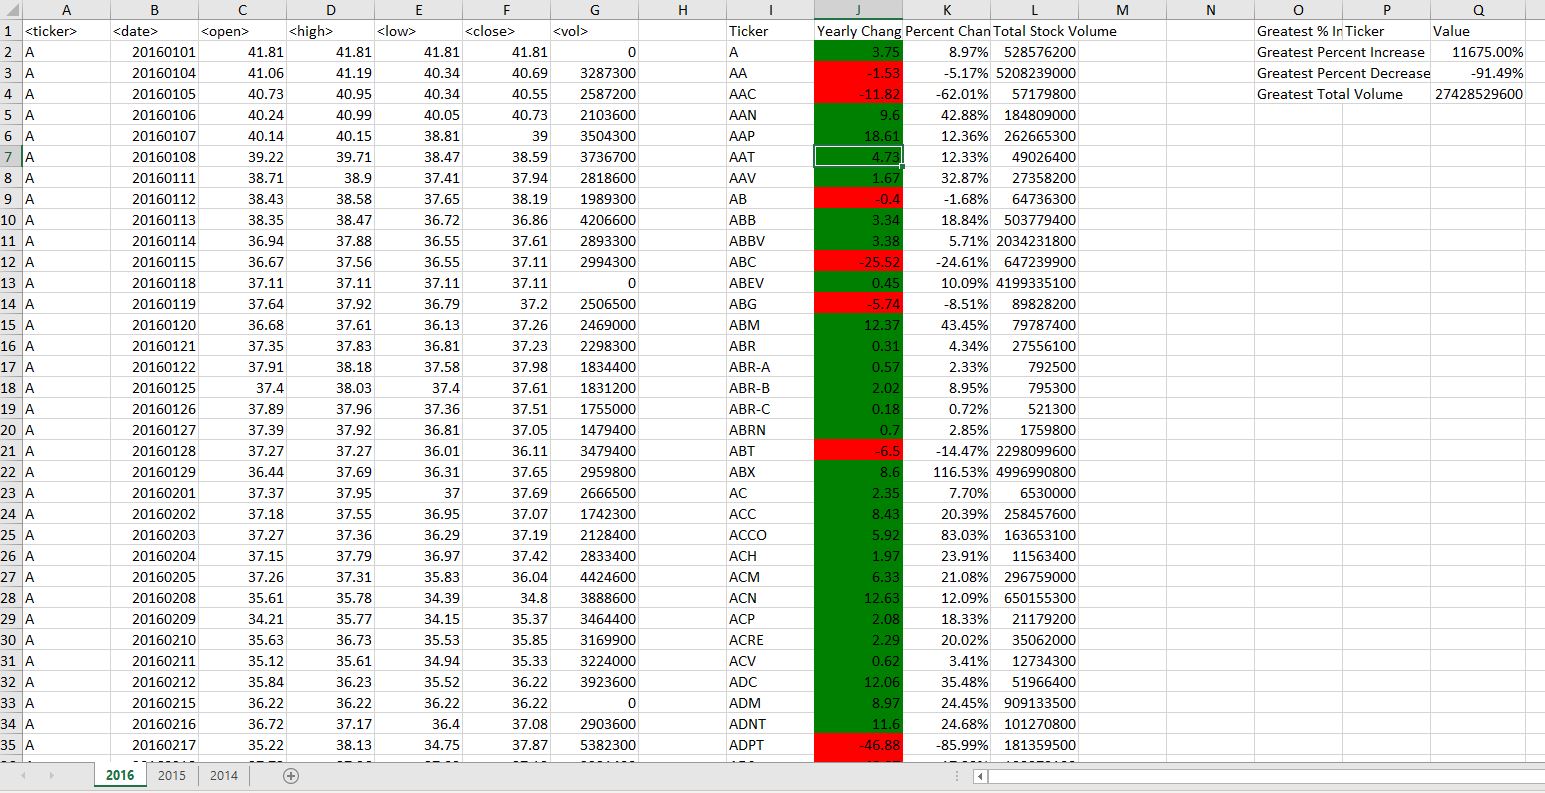 A B C D E F G H I J K L M N O P Q
1 <ticker> <date> <open> <high> <low> <close> <vol> Ticker Yearly Chang Percent Chan Total Stock Volume Greatest % In Ticker Value
2 A 20160101 41.81 41.81 41.81 41.81 0 A 3.75 8.97% 528576200 Greatest Percent Increase 11675.00%
3 A 20160104 41.06 41.19 40.34 40.69 3287300 AA -1.53 -5.17% 5208239000 Greatest Percent Decrease -91.49%
4 A 20160105 40.73 40.95 40.34 40.55 2587200 AAC -11.82 -62.01% 57179800 Greatest Total Volume 27428529600
5 A 20160106 40.24 40.99 40.05 40.73 2103600 AAN 9.6 42.88% 184809000
6 A 20160107 40.14 40.15 38.81 39 3504300 AAP 18.61 12.36% 262665300
7 A 20160108 39.22 39.71 38.47 38.59 3736700 AAT 4.73 12.33% 49026400
8 A 20160111 38.71 38.9 37.41 37.94 2818600 AAV 1.67 32.87% 27358200
9 A 20160112 38.43 38.58 37.65 38.19 1989300 AB -0.4 -1.68% 64736300
10 A 20160113 38.35 38.47 36.72 36.86 4206600 ABB 3.34 18.84% 503779400
11 A 20160114 36.94 37.88 36.55 37.61 2893300 ABBV 3.38 5.71% 2034231800
12 A 20160115 36.67 37.56 36.55 37.11 2994300 ABC -25.52 -24.61% 647239900
13 A 20160118 37.11 37.11 37.11 37.11 0 ABEV 0.45 10.09% 4199335100
14 A 20160119 37.64 37.92 36.79 37.2 2506500 ABG -5.74 -8.51% 89828200
15 A 20160120 36.68 37.61 36.13 37.26 2469000 ABM 12.37 43.45% 79787400
16 A 20160121 37.35 37.83 36.81 37.23 2298300 ABR 0.31 4.34% 27556100
17 A 20160122 37.91 38.18 37.58 37.98 1834400 ABR-A 0.57 2.33% 792500
18 A 20160125 37.4 38.03 37.4 37.61 1831200 ABR-B 2.02 8.95% 795300
19 A 20160126 37.89 37.96 37.36 37.51 1755000 ABR-C 0.18 0.72% 521300
20 A 20160127 37.39 37.92 36.81 37.05 1479400 ABRN 0.7 2.85% 1759800
21 A 20160128 37.27 37.27 36.01 36.11 3479400 ABT -6.5 -14.47% 2298099600
22 A 20160129 36.44 37.69 36.31 37.65 2959800 ABX 8.6 116.53% 4996990800
23 A 20160201 37.37 37.95 37 37.69 2666500 AC 2.35 7.70% 6530000
24 A 20160202 37.18 37.55 36.95 37.07 1742300 ACC 8.43 20.39% 258457600
25 A 20160203 37.27 37.36 36.29 37.19 2128400 ACCO 5.92 83.03% 163653100
26 A 20160204 37.15 37.79 36.97 37.42 2833400 ACH 1.97 23.91% 11563400
27 A 20160205 37.26 37.31 35.83 36.04 4424600 ACM 6.33 21.08% 296759000
28 A 20160208 35.61 35.78 34.39 34.8 3888600 ACN 12.63 12.09% 650155300
29 A 20160209 34.21 35.77 34.15 35.37 3464400 ACP 2.08 18.33% 21179200
30 A 20160210 35.63 36.73 35.53 35.85 3169900 ACRE 2.29 20.02% 35062000
31 A 20160211 35.12 35.61 34.94 35.33 3224000 ACV 0.62 3.41% 12734300
32 A 20160212 35.84 36.23 35.52 36.22 3923600 ADC 12.06 35.48% 51966400
33 A 20160215 36.22 36.22 36.22 36.22 0 ADM 8.97 24.45% 909133500
34 A 20160216 36.72 37.17 36.4 37.08 2903600 ADNT 11.6 24.68% 101270800
35 A 20160217 35.22 38.13 34.75 37.87 5382300 ADPT -46.88 -85.99% 181359500
2016 2015 2014